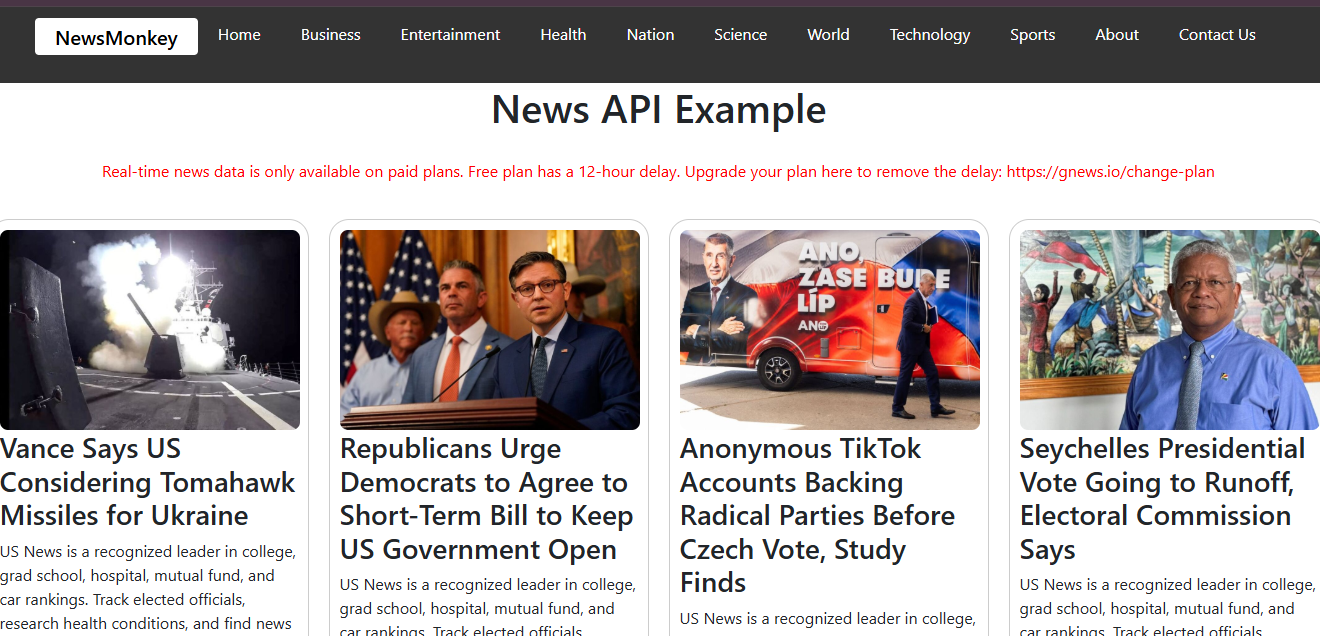 NewsMonkey Home Business Entertainment Health Nation Science World Technology Sports About Contact Us
News API Example
Real-time news data is only available on paid plans. Free plan has a 12-hour delay. Upgrade your plan here to remove the delay: https://gnews.io/change-plan
Vance Says US
Considering Tomahawk
Missiles for Ukraine
US News is a recognized leader in college,
grad school, hospital, mutual fund, and
car rankings. Track elected officials,
research health conditions, and find news
Republicans Urge
Democrats to Agree to
Short-Term Bill to Keep
US Government Open
US News is a recognized leader in college,
grad school, hospital, mutual fund, and
car rankings. Track elected officials,
ANO,
ZASE BUDE
LÍP
ANO
Anonymous TikTok
Accounts Backing
Radical Parties Before
Czech Vote, Study
Finds
US News is a recognized leader in college,
Seychelles Presidential
Vote Going to Runoff,
Electoral Commission
Says
US News is a recognized leader in college,
grad school, hospital, mutual fund, and
car rankings. Track elected officials,